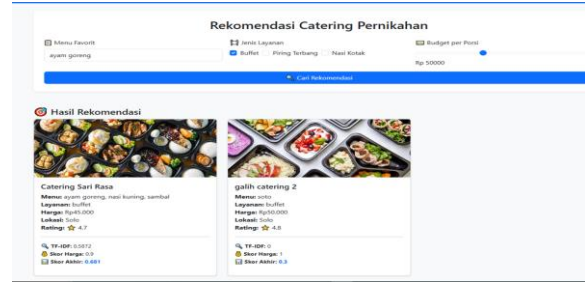 Rekomendasi Catering Pernikahan
Menu Favorit
ayam goreng
Jenis Layanan
Buffet Piring Terbang Nasi Kotak
Budget per Porsi
Rp 50000
Cari Rekomendasi
Hasil Rekomendasi
Catering Sari Rasa
Menu: ayam goreng, nasi kuning, sambal
Layanan: buffet
Harga: Rp45.000
Lokasi: Solo
Rating: 4.7
TF-IDF: 0.5872
Skor Harga: 0.9
Skor Akhir: 0.681
galih catering 2
Menu: soto
Layanan: buffet
Harga: Rp50.000
Lokasi: Solo
Rating: 4.8
TF-IDF: 0
Skor Harga: 1
Skor Akhir: 0.3